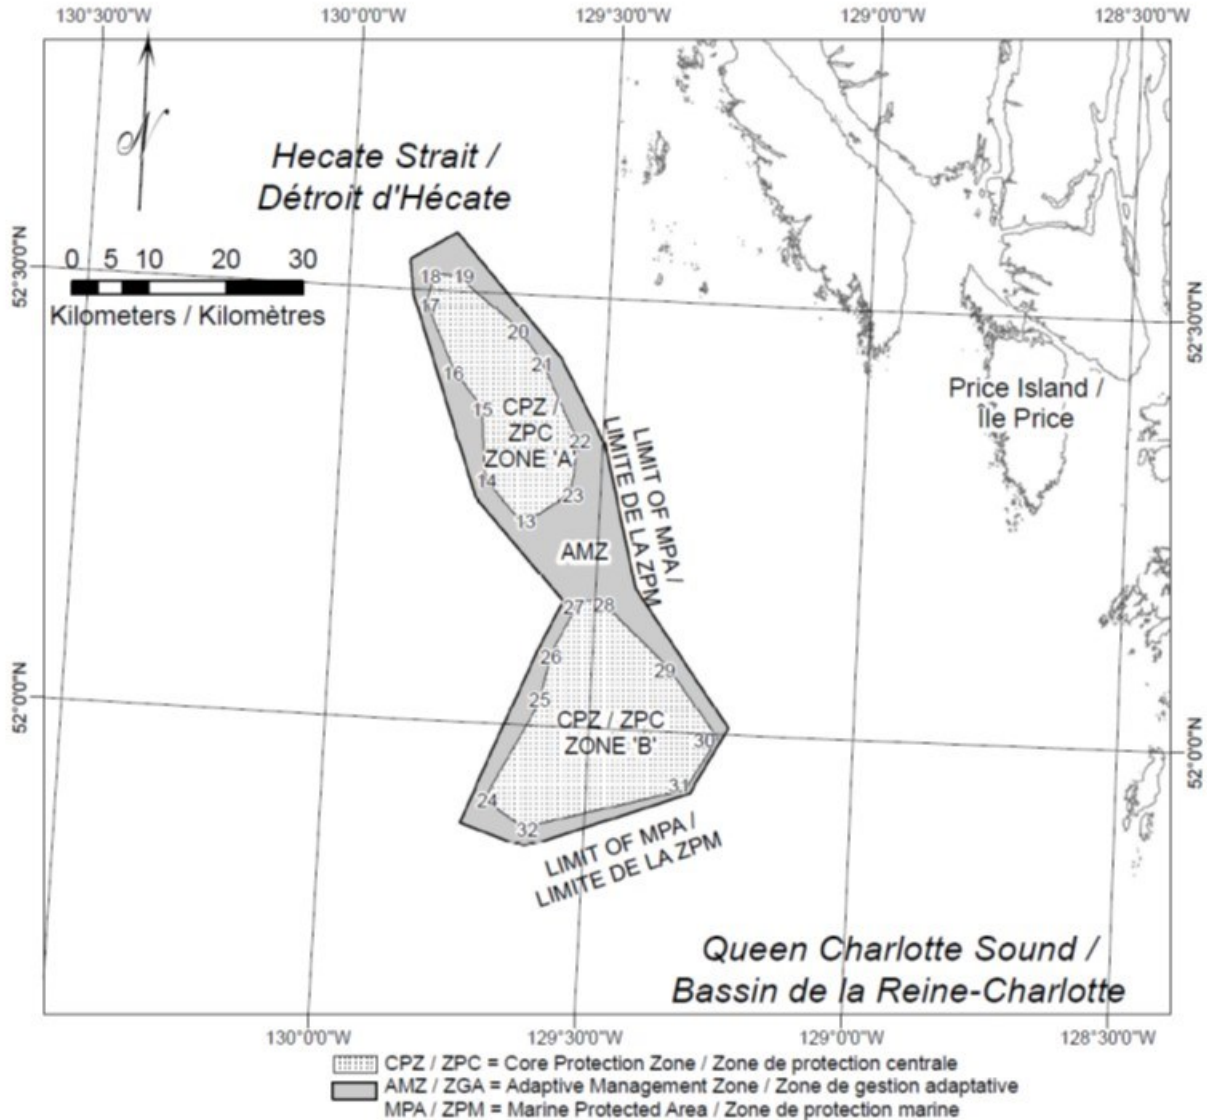 130°30'0"W 130°0'0"W 129°30'0"W 129°0'0"W 128°30'0"W
N
Hecate Strait /
Détroit d'Hécate
0 5 10 20 30
Kilometers / Kilomètres
52°30'0"N
52°30'0"N
18 19
17
20
21
16
15
CPZ /
ZPC
ZONE 'A'
22
14
23
13
Price Island /
Île Price
LIMIT OF MPA /
LIMITE DE LA ZPM
AMZ
27 28
26
29
25
52°0'0"N
52°0'0"N
CPZ / ZPC
ZONE 'B'
30
31
24
32
LIMIT OF MPA /
LIMITE DE LA ZPM
Queen Charlotte Sound /
Bassin de la Reine-Charlotte
130°0'0"W 129°30'0"W 129°0'0"W 128°30'0"W
CPZ / ZPC = Core Protection Zone / Zone de protection centrale
AMZ / ZGA = Adaptive Management Zone / Zone de gestion adaptative
MPA / ZPM = Marine Protected Area / Zone de protection marine